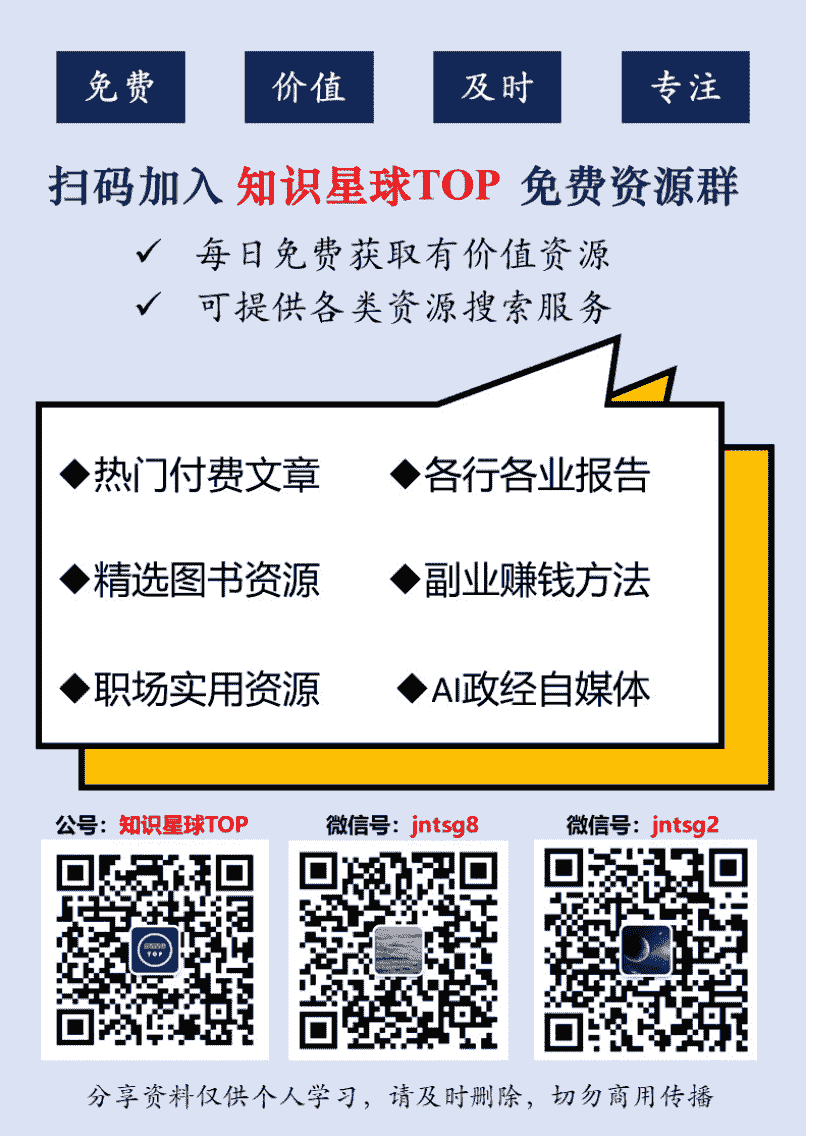 免费 价值 及时 专注
扫码加入 知识星球TOP 免费资源群
✓ 每日免费获取有价值资源
✓ 可提供各类资源搜索服务
◆热门付费文章 ◆各行各业报告
◆精选图书资源 ◆副业赚钱方法
◆职场实用资源 ◆AI政经自媒体
公号：知识星球TOP 微信号：jntsg8 微信号：jntsg2
TOP
分享资料仅供个人学习，请及时删除，切勿商用传播